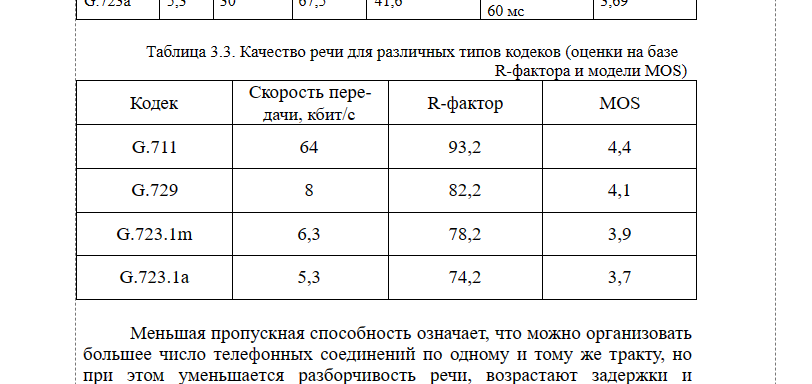 G.723a 5,3 30 67,5 41,6 60 мс 3,69
Таблица 3.3. Качество речи для различных типов кодеков (оценки на базе
R-фактора и модели MOS)
Кодек Скорость пере- R-фактор MOS
дачи, кбит/с
G.711 64 93,2 4,4
G.729 8 82,2 4,1
G.723.1m 6,3 78,2 3,9
G.723.1a 5,3 74,2 3,7
Меньшая пропускная способность означает, что можно организовать
большее число телефонных соединений по одному и тому же тракту, но
при этом уменьшается разборчивость речи, возрастают задержки и